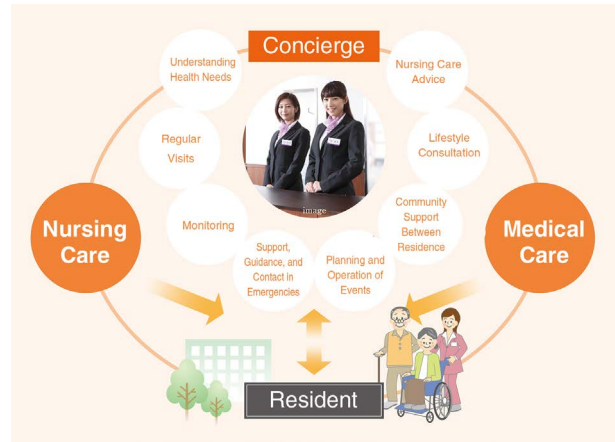 Concierge
Understanding
Health Needs
Nursing Care
Advice
Regular
Visits
Lifestyle
Consultation
Image
Nursing
Care
Monitoring
Community
Support
Between
Residence
Medical
Care
Support,
Guidance, and
Contact in
Emergencies
Planning and
Operation of
Events
Resident